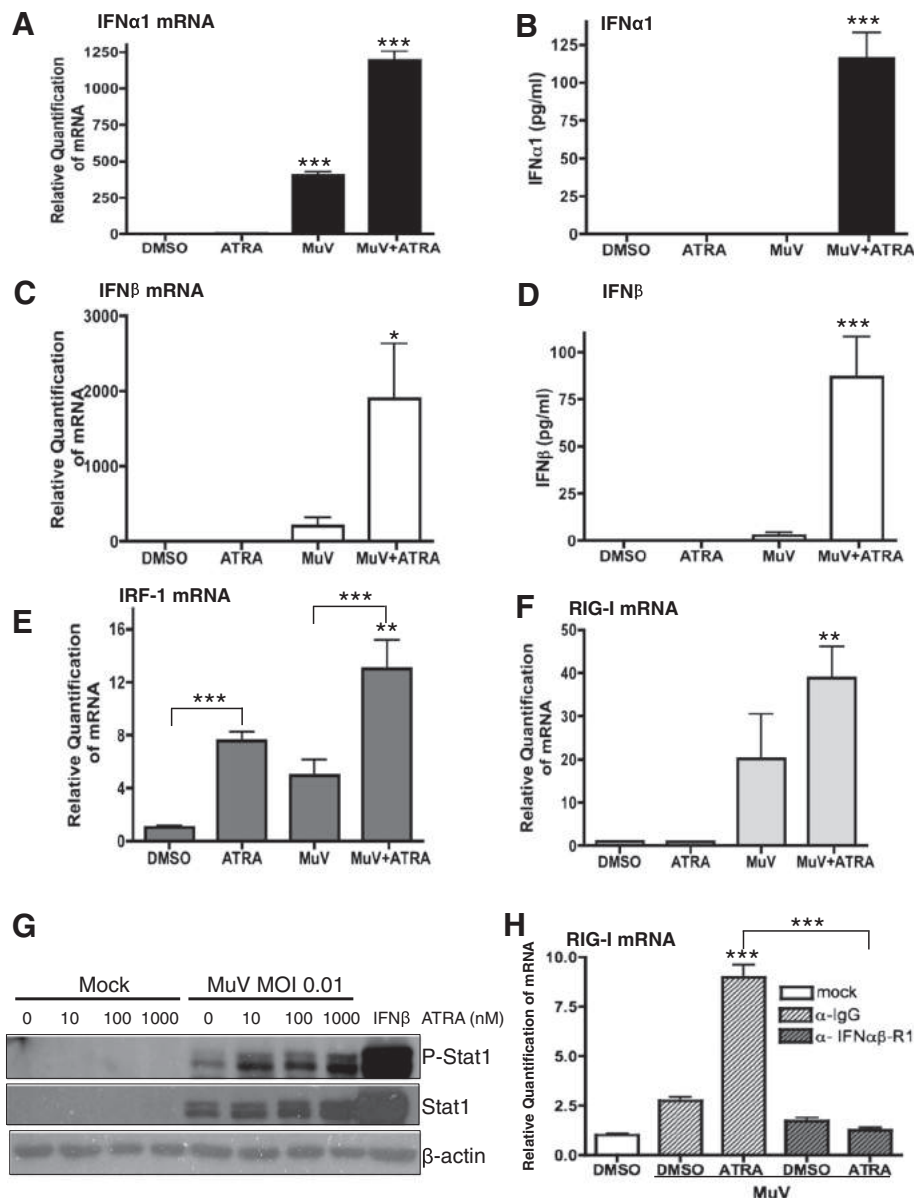 A
IFNα1 mRNA
Relative Quantification
of mRNA
1250
1000
750
500
250
0
***
***
DMSO ATRA MuV MuV+ATRA
B
IFNα1
IFNα1 (pg/ml)
150
125
100
75
50
25
0
***
DMSO ATRA MuV MuV+ATRA
C
IFNβ mRNA
Relative Quantification
of mRNA
3000
2000
1000
0
*
DMSO ATRA MuV MuV+ATRA
D
IFNβ
IFNβ (pg/ml)
100
75
50
25
0
***
DMSO ATRA MuV MuV+ATRA
E
IRF-1 mRNA
Relative Quantification
of mRNA
16
12
8
4
0
***
***
**
DMSO ATRA MuV MuV+ATRA
F
RIG-I mRNA
Relative Quantification
of mRNA
50
40
30
20
10
0
**
DMSO ATRA MuV MuV+ATRA
G
Mock MuV MOI 0.01
0 10 100 1000 0 10 100 1000 IFNβ ATRA (nM)
P-Stat1
Stat1
β-actin
H
RIG-I mRNA
Relative Quantification of mRNA
10.0
7.5
5.0
2.5
0.0
***
***
mock
α-IgG
α- IFNαβ-R1
DMSO DMSO ATRA DMSO ATRA
MuV